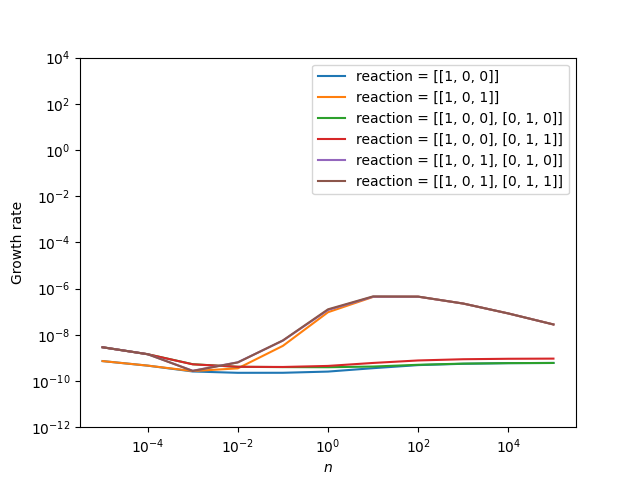 10^4
10^2
10^0
10^-2
10^-4
10^-6
10^-8
10^-10
10^-12
Growth rate
reaction = [[1, 0, 0]]
reaction = [[1, 0, 1]]
reaction = [[1, 0, 0], [0, 1, 0]]
reaction = [[1, 0, 0], [0, 1, 1]]
reaction = [[1, 0, 1], [0, 1, 0]]
reaction = [[1, 0, 1], [0, 1, 1]]
10^-4 10^-2 10^0 10^2 10^4
n